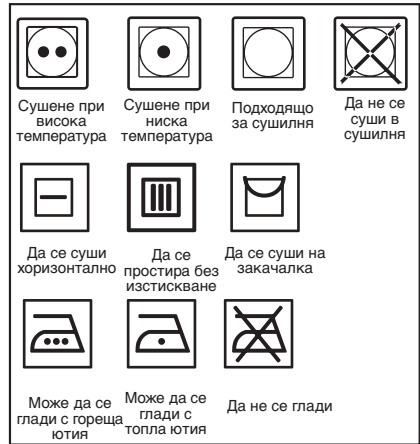 Сушене при
висока
температура
Сушене при
ниска
температура
Подходящо
за сушилня
Да не се
суши в
сушилня
Да се суши
хоризонтално
Да се
простира без
изстискване
Да се суши на
закачалка
Може да се
глади с гореща
ютия
Може да се
глади с
топла ютия
Да не се глади